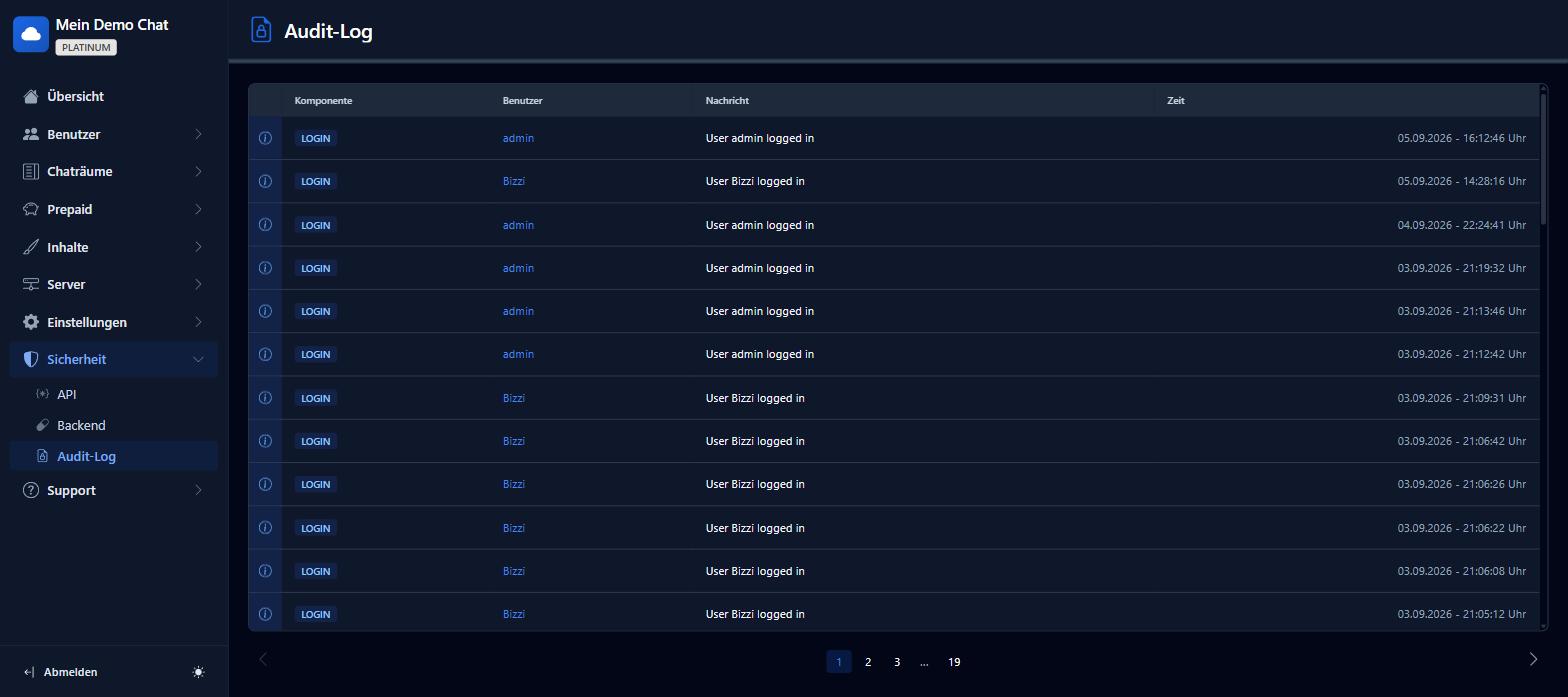 Mein Demo Chat
PLATINUM
Übersicht
Benutzer
Chaträume
Prepaid
Inhalte
Server
Einstellungen
Sicherheit
API
Backend
Audit-Log
Support
Abmelden
Audit-Log
Komponente Benutzer Nachricht Zeit
LOGIN admin User admin logged in 05.09.2026 - 16:12:46 Uhr
LOGIN Bizzi User Bizzi logged in 05.09.2026 - 14:28:16 Uhr
LOGIN admin User admin logged in 04.09.2026 - 22:24:41 Uhr
LOGIN admin User admin logged in 03.09.2026 - 21:19:32 Uhr
LOGIN admin User admin logged in 03.09.2026 - 21:13:46 Uhr
LOGIN admin User admin logged in 03.09.2026 - 21:12:42 Uhr
LOGIN Bizzi User Bizzi logged in 03.09.2026 - 21:09:31 Uhr
LOGIN Bizzi User Bizzi logged in 03.09.2026 - 21:06:42 Uhr
LOGIN Bizzi User Bizzi logged in 03.09.2026 - 21:06:26 Uhr
LOGIN Bizzi User Bizzi logged in 03.09.2026 - 21:06:22 Uhr
LOGIN Bizzi User Bizzi logged in 03.09.2026 - 21:06:08 Uhr
LOGIN Bizzi User Bizzi logged in 03.09.2026 - 21:05:12 Uhr
1 2 3 ... 19